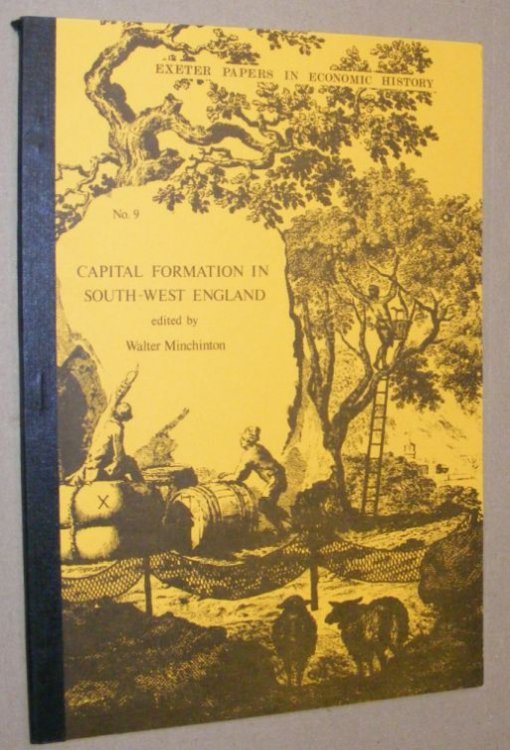 EXETER PAPERS IN ECONOMIC HISTORY
No. 9
CAPITAL FORMATION IN
SOUTH-WEST ENGLAND
edited by
Walter Minchinton
X